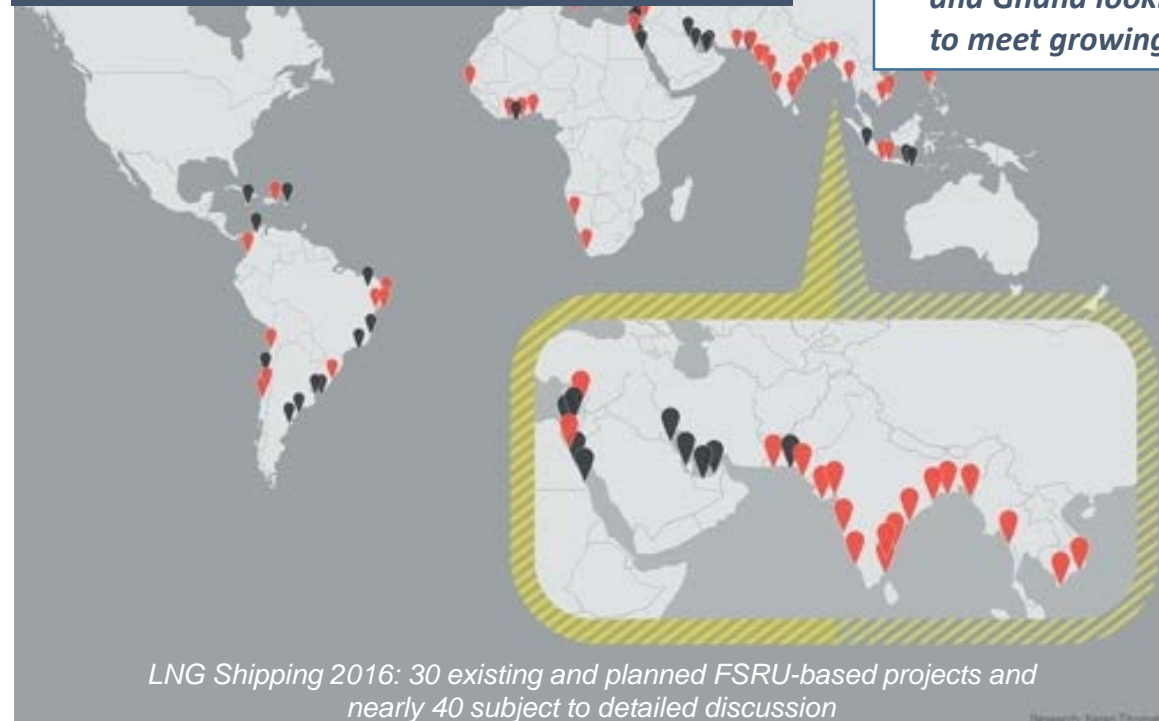 and Ghana look
to meet growing
LNG Shipping 2016: 30 existing and planned FSRU-based projects and
nearly 40 subject to detailed discussion